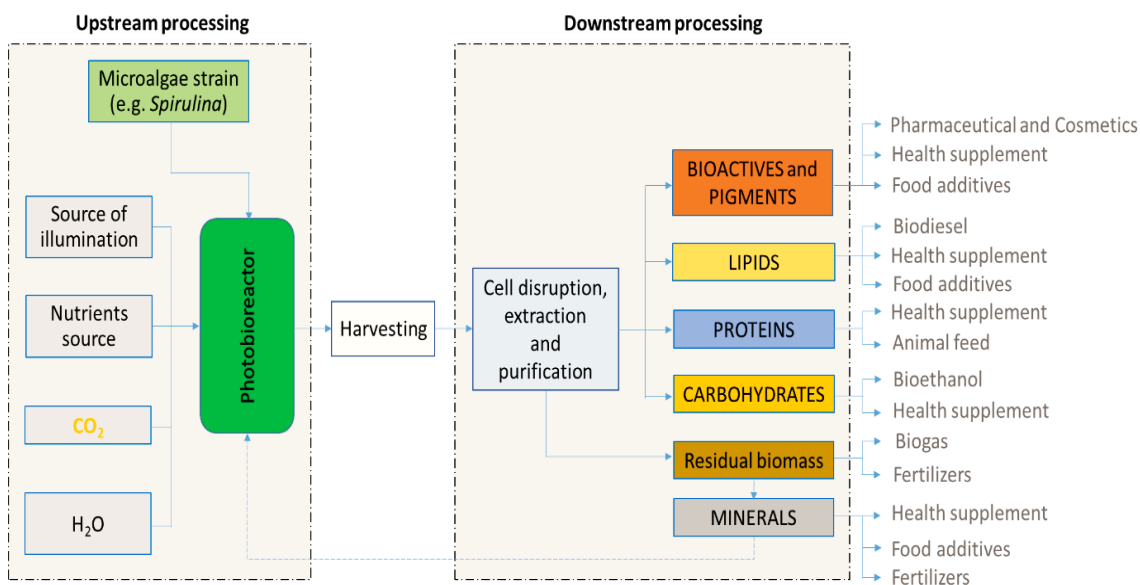 Upstream processing
Downstream processing
Microalgae strain
(e.g. Spirulina)
Source of
illumination
Nutrients
source
CO₂
H₂O
Photobioreactor
Harvesting
Cell disruption,
extraction
and
purification
BIOACTIVES and
PIGMENTS
LIPIDS
PROTEINS
CARBOHYDRATES
Residual biomass
MINERALS
Pharmaceutical and Cosmetics
Health supplement
Food additives
Biodiesel
Health supplement
Food additives
Health supplement
Animal feed
Bioethanol
Health supplement
Biogas
Fertilizers
Health supplement
Food additives
Fertilizers